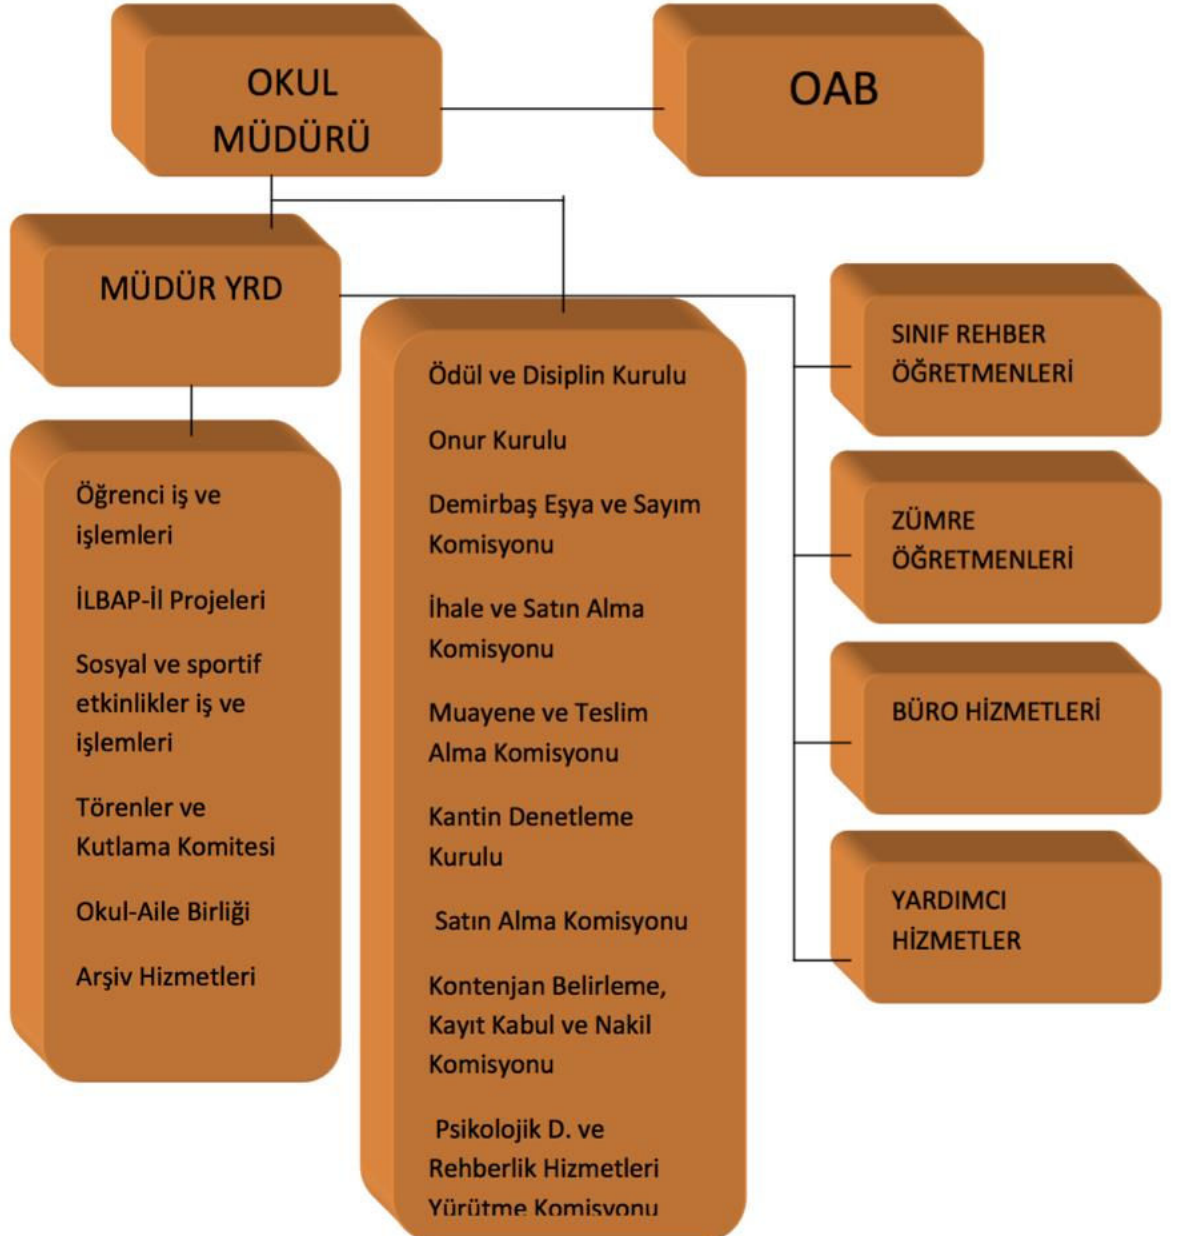 OKUL
MÜDÜRÜ
OAB
MÜDÜR YRD
Öğrenci iş ve
işlemleri
İLBAP-İl Projeleri
Sosyal ve sportif
etkinlikler iş ve
işlemleri
Törenler ve
Kutlama Komitesi
Okul-Aile Birliği
Arşiv Hizmetleri
Ödül ve Disiplin Kurulu
Onur Kurulu
Demirbaş Eşya ve Sayım
Komisyonu
İhale ve Satın Alma
Komisyonu
Muayene ve Teslim
Alma Komisyonu
Kantin Denetleme
Kurulu
Satın Alma Komisyonu
Kontenjan Belirleme,
Kayıt Kabul ve Nakil
Komisyonu
Psikolojik D. ve
Rehberlik Hizmetleri
Yürütme Komisyonu
SINIF REHBER
ÖĞRETMENLERİ
ZÜMRE
ÖĞRETMENLERİ
BÜRO HİZMETLERİ
YARDIMCI
HİZMETLER